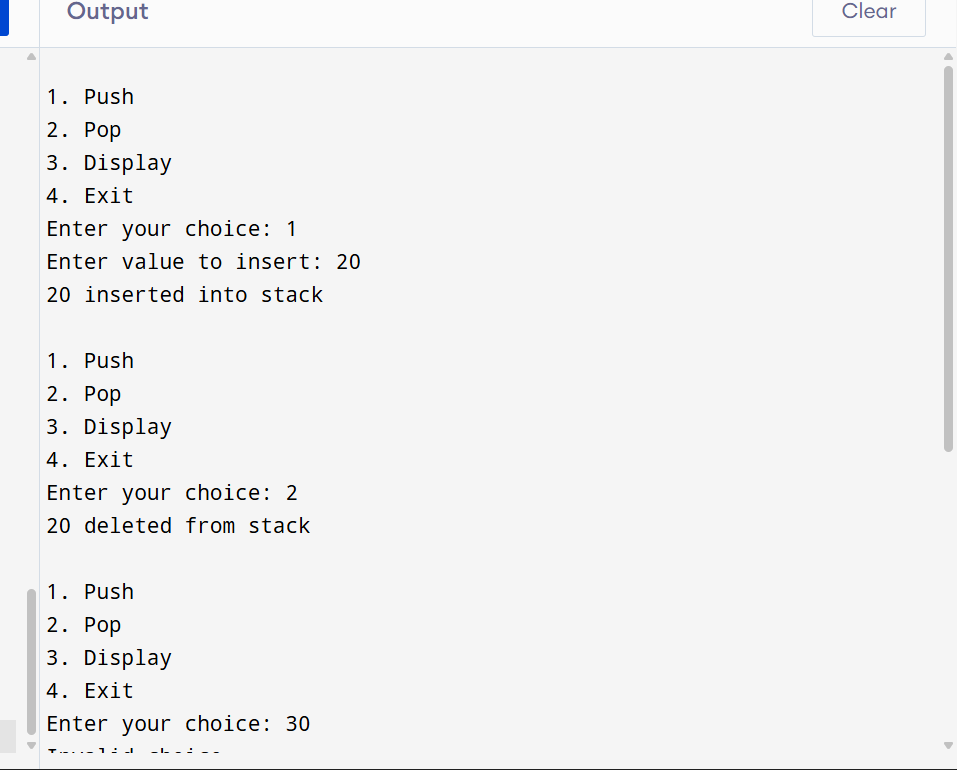 Output
Clear
1. Push
2. Pop
3. Display
4. Exit
Enter your choice: 1
Enter value to insert: 20
20 inserted into stack
1. Push
2. Pop
3. Display
4. Exit
Enter your choice: 2
20 deleted from stack
1. Push
2. Pop
3. Display
4. Exit
Enter your choice: 30
Invalid choice